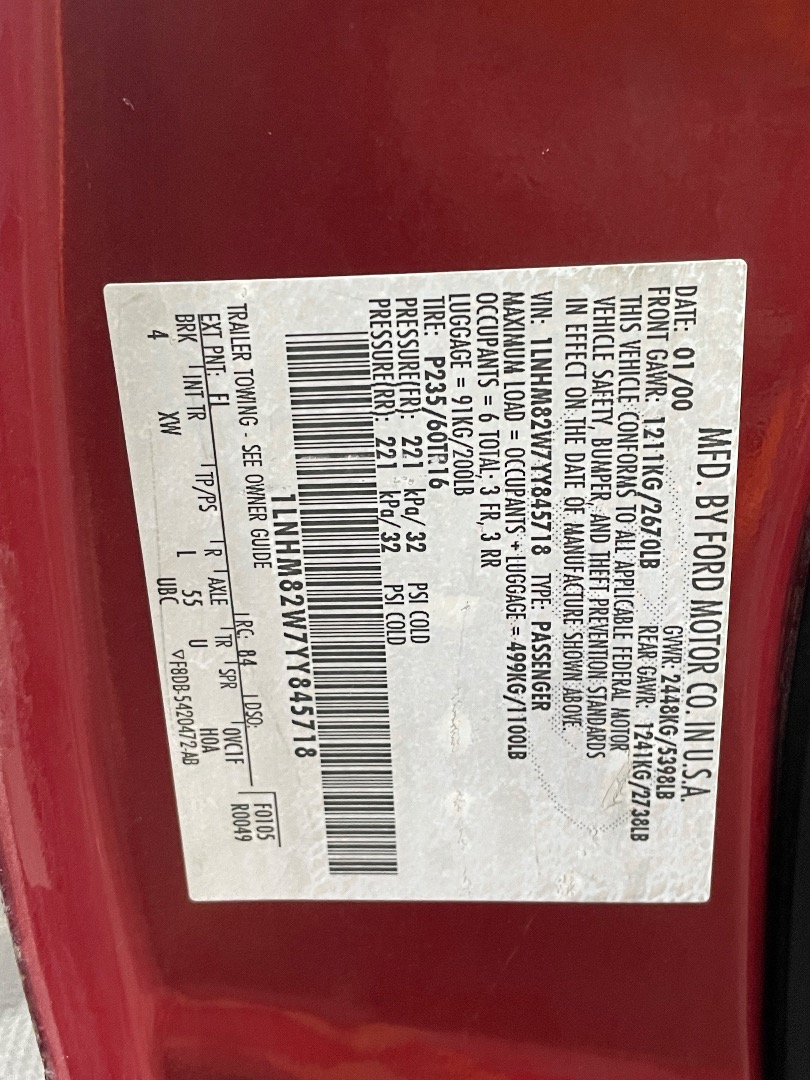 MFD. BY FORD MOTOR CO. IN U.S.A.
DATE: 01/00 GVWR: 2448KG/5398LB
FRONT GAWR: 1211KG/2670LB REAR GAWR: 1241KG/2738LB
THIS VEHICLE CONFORMS TO ALL APPLICABLE FEDERAL MOTOR
VEHICLE SAFETY, BUMPER, AND THEFT PREVENTION STANDARDS
IN EFFECT ON THE DATE OF MANUFACTURE SHOWN ABOVE.
VIN: 1LNHM82W7YY845718 TYPE: PASSENGER
MAXIMUM LOAD = OCCUPANTS + LUGGAGE = 499KG/1100LB
OCCUPANTS = 6 TOTAL; 3 FR, 3 RR
LUGGAGE = 91KG/200LB
TIRE: P235/60TR16
PRESSURE(FR): 221 kPa/32 PSI COLD
PRESSURE(RR): 221 kPa/32 PSI COLD
1LNHM82W7YY845718
TRAILER TOWING - SEE OWNER GUIDE
F0105
R0049
EXT PNT: FL RC: 84 DSO:
BRK INT TR TP/PS R AXLE TR SPR OVC1F
4 XW L 55 U HOA
UBC ▽F8DB-5420472-AB